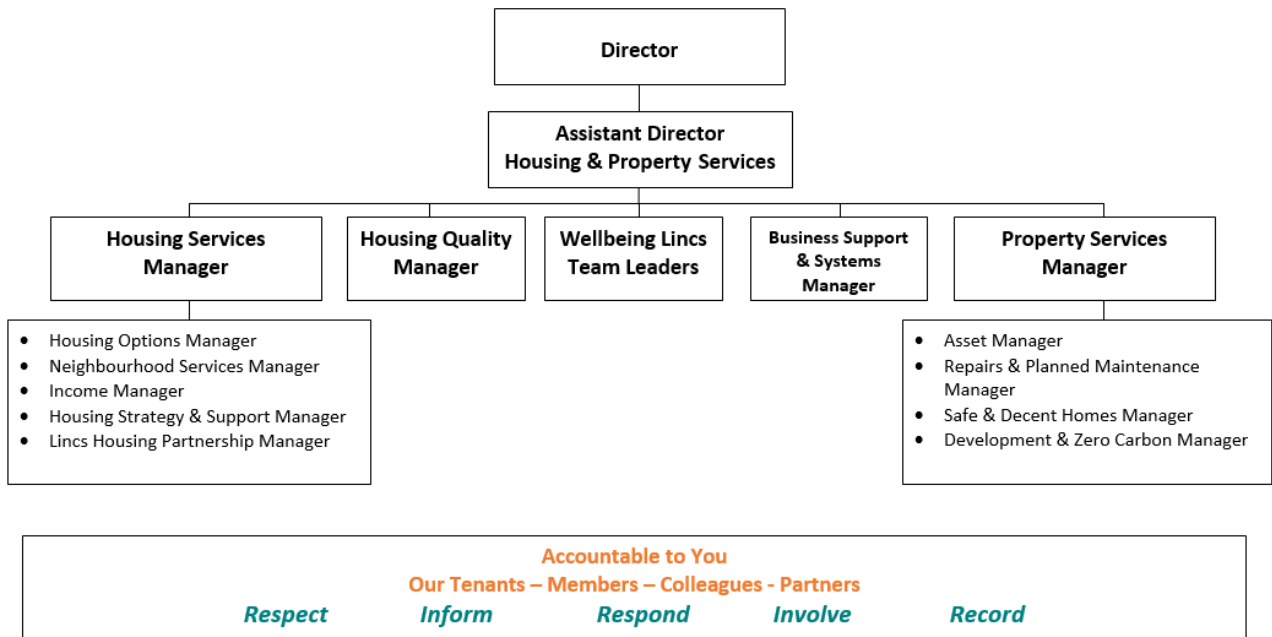 Director
Assistant Director
Housing & Property Services
Housing Services
Manager
Housing Quality
Manager
Wellbeing Lincs
Team Leaders
Business Support
& Systems
Manager
Property Services
Manager
• Housing Options Manager
• Neighbourhood Services Manager
• Income Manager
• Housing Strategy & Support Manager
• Lincs Housing Partnership Manager
• Asset Manager
• Repairs & Planned Maintenance
Manager
• Safe & Decent Homes Manager
• Development & Zero Carbon Manager
Accountable to You
Our Tenants – Members – Colleagues - Partners
Respect Inform Respond Involve Record